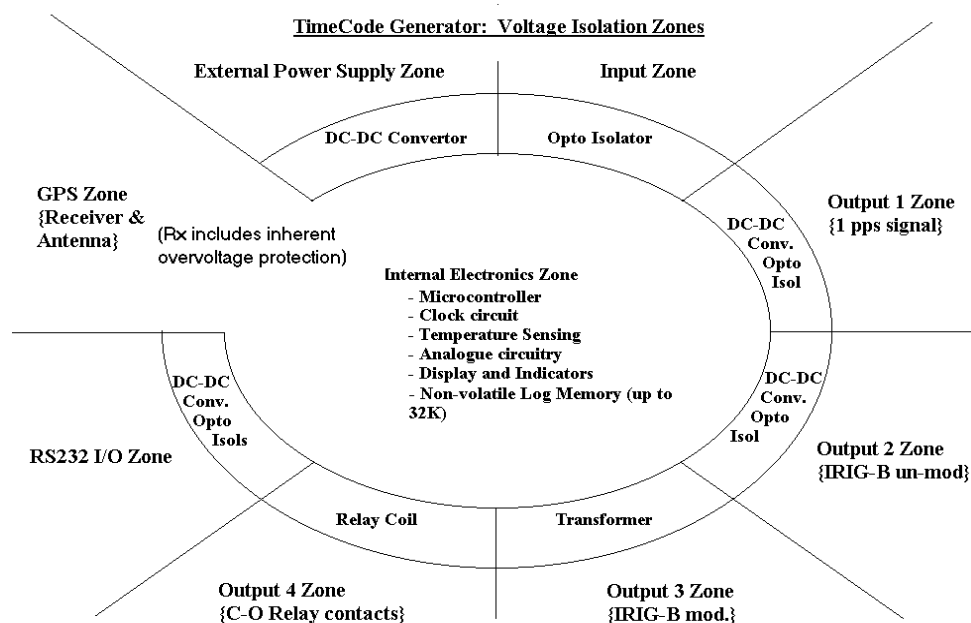 TimeCode Generator: Voltage Isolation Zones
External Power Supply Zone
Input Zone
DC-DC Convertor
Opto Isolator
GPS Zone
{Receiver &
Antenna}
(Rx includes inherent
overvoltage protection)
Output 1 Zone
{1 pps signal}
DC-DC
Conv.
Opto
Isol
Internal Electronics Zone
- Microcontroller
- Clock circuit
- Temperature Sensing
- Analogue circuitry
- Display and Indicators
- Non-volatile Log Memory (up to
32K)
DC-DC
Conv.
Opto
Isols
DC-DC
Conv.
Opto
Isol
RS232 I/O Zone
Output 2 Zone
{IRIG-B un-mod}
Relay Coil
Transformer
Output 4 Zone
{C-O Relay contacts}
Output 3 Zone
{IRIG-B mod.}